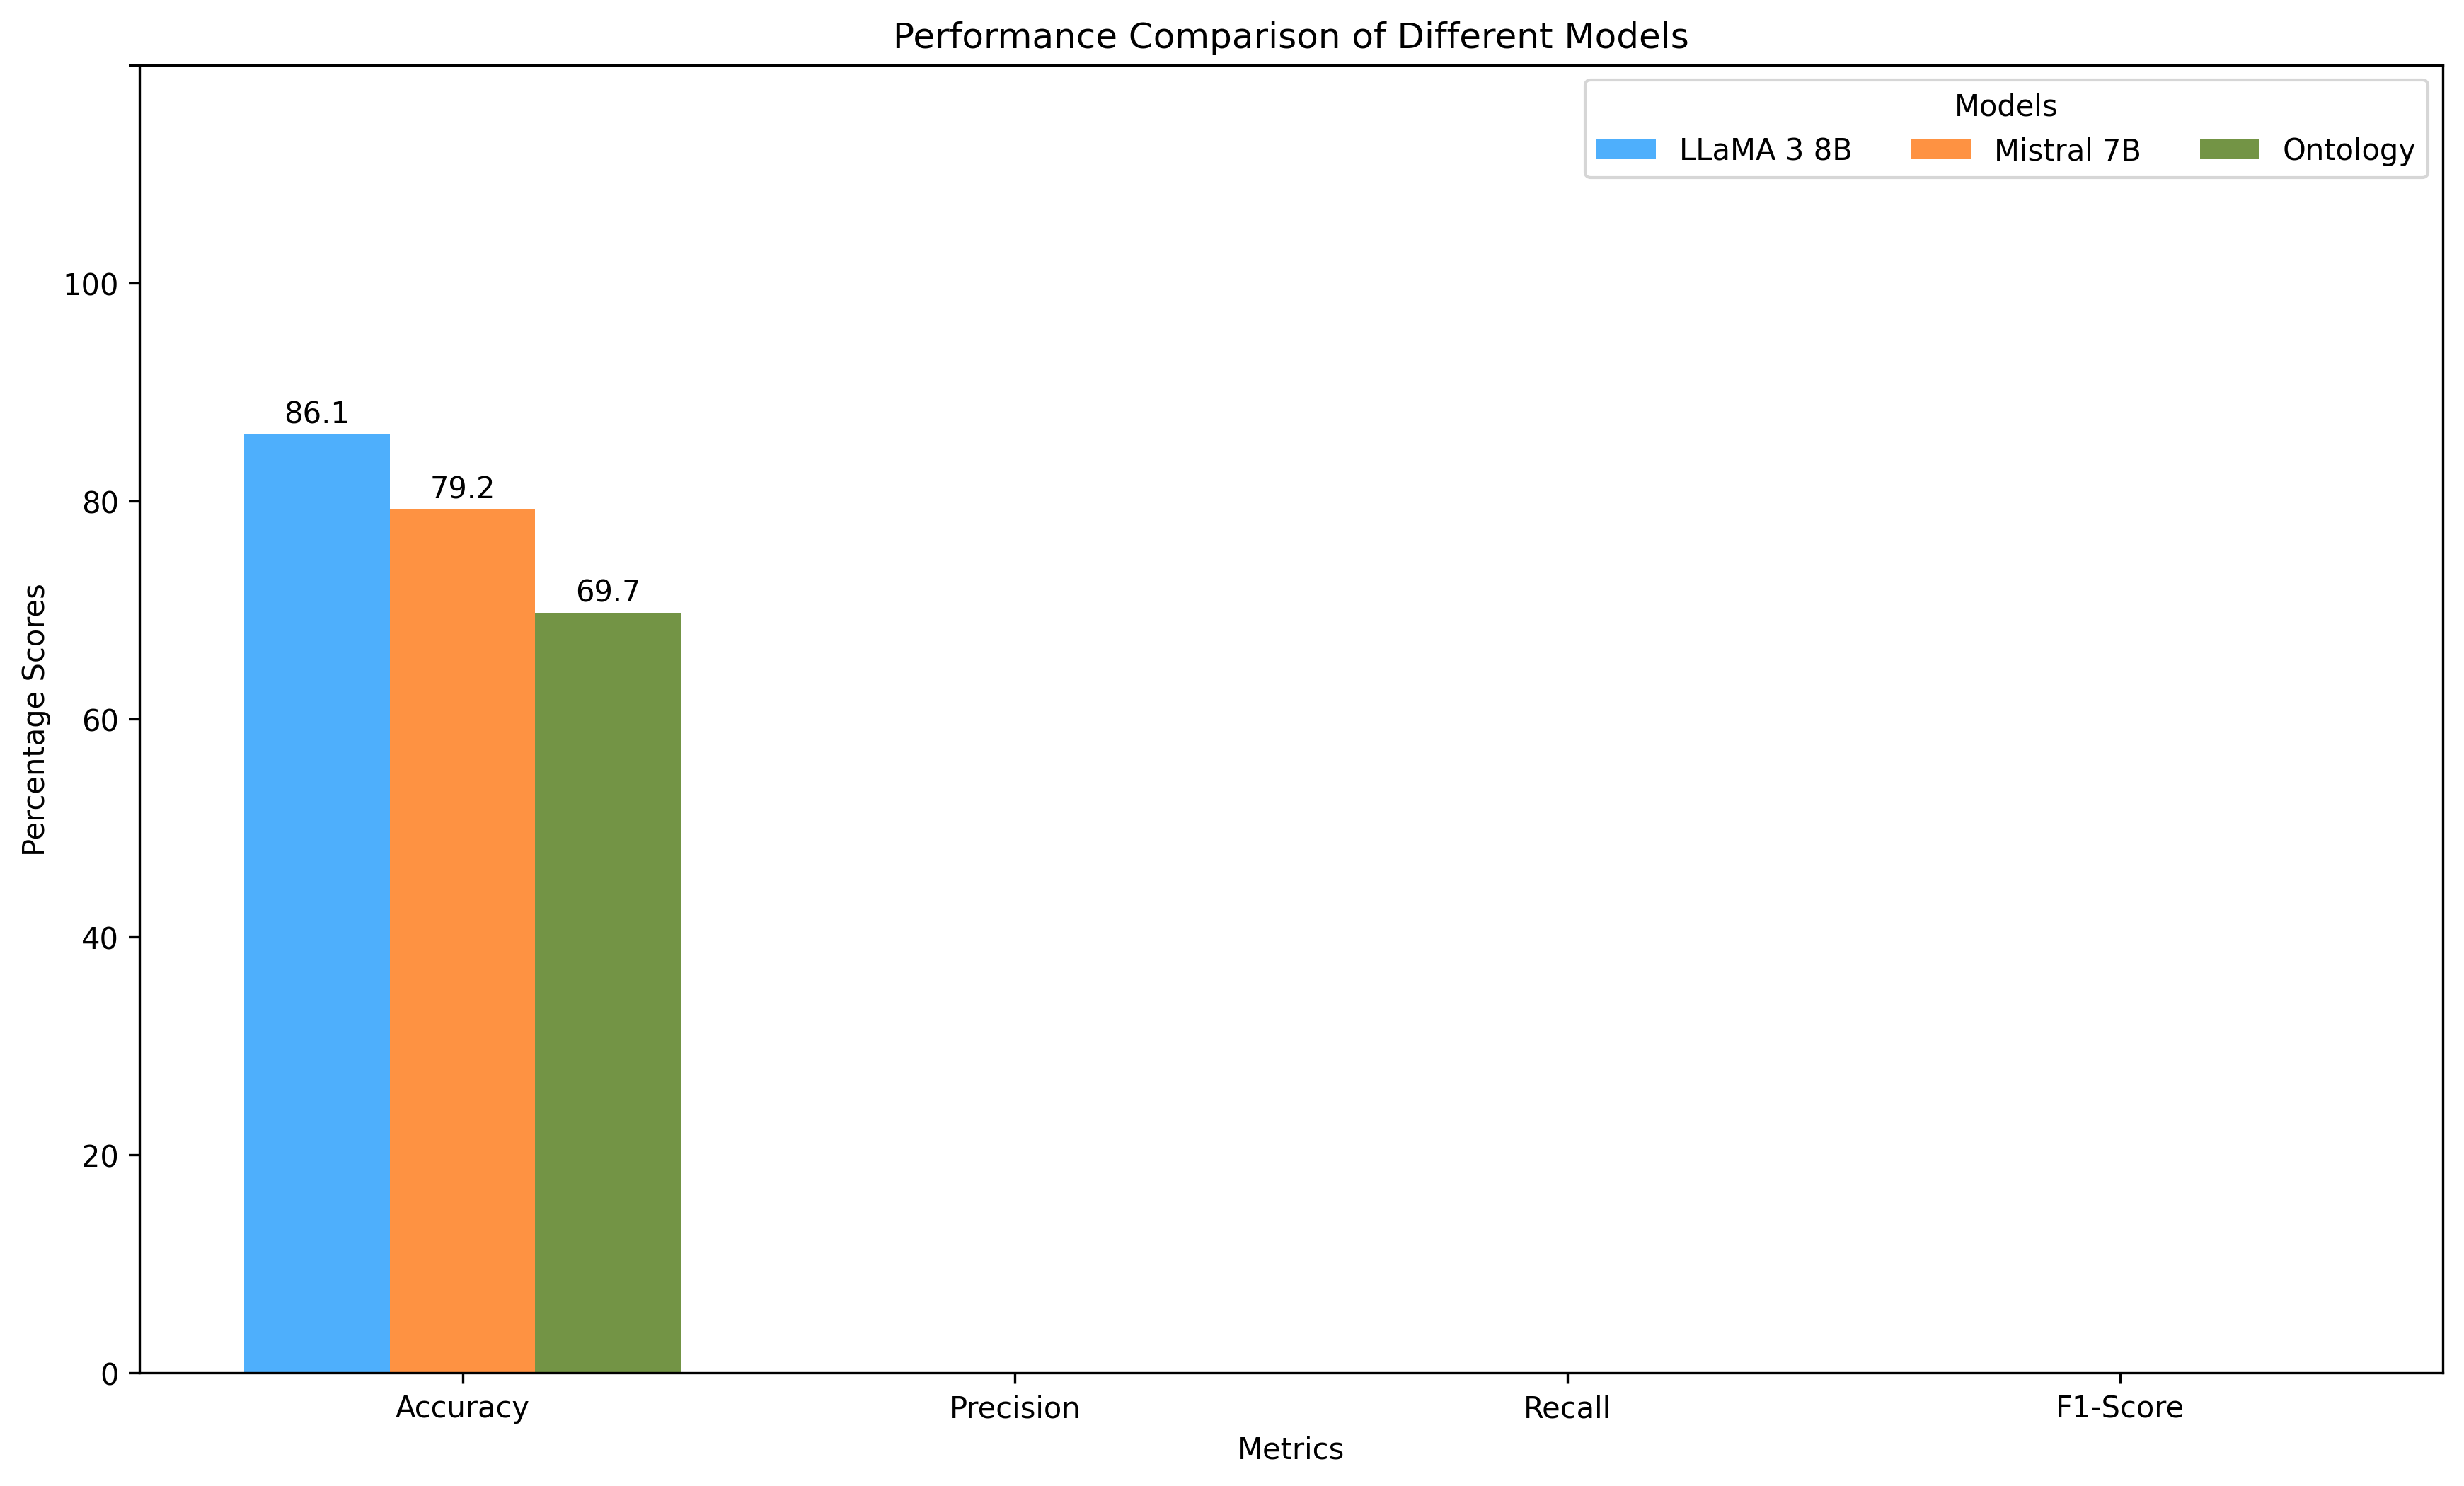 Performance Comparison of Different Models
Models
LLaMA 3 8B Mistral 7B Ontology
100
80
60
40
20
0
Percentage Scores
86.1
79.2
69.7
Accuracy Precision Recall F1-Score
Metrics